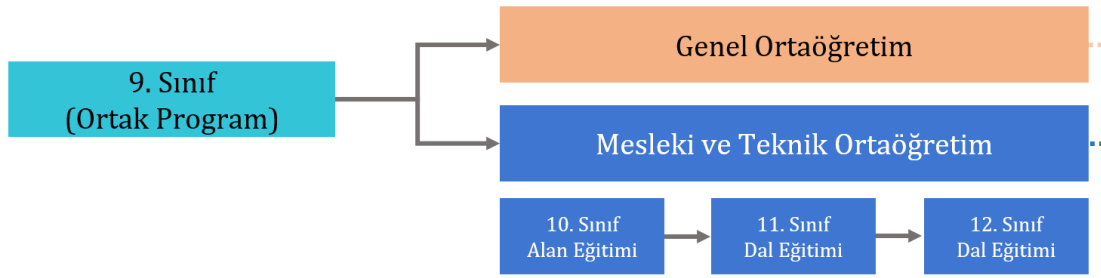 9. Sınıf
(Ortak Program)
Genel Ortaöğretim
Mesleki ve Teknik Ortaöğretim
10. Sınıf
Alan Eğitimi
11. Sınıf
Dal Eğitimi
12. Sınıf
Dal Eğitimi